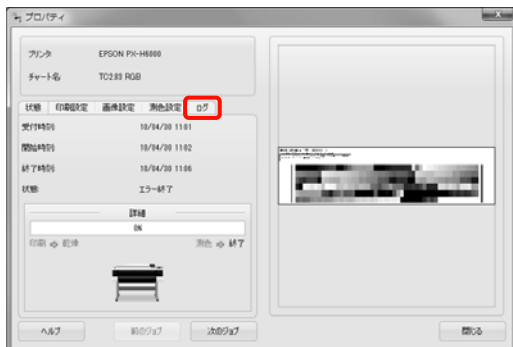 プロパティ
プリンタ: EPSON PX-H6000
チャート名: TC2.83 RGB
状態 印刷設定 画像設定 測色設定 ログ
受付時刻 10/04/30 11:01
開始時刻: 10/04/30 11:02
終了時刻: 10/04/30 11:06
状態: エラー終了
詳細
0%
印刷 ⇨ 乾燥 測色 ⇨ 終了
ヘルプ 前のジョブ 次のジョブ 閉じる